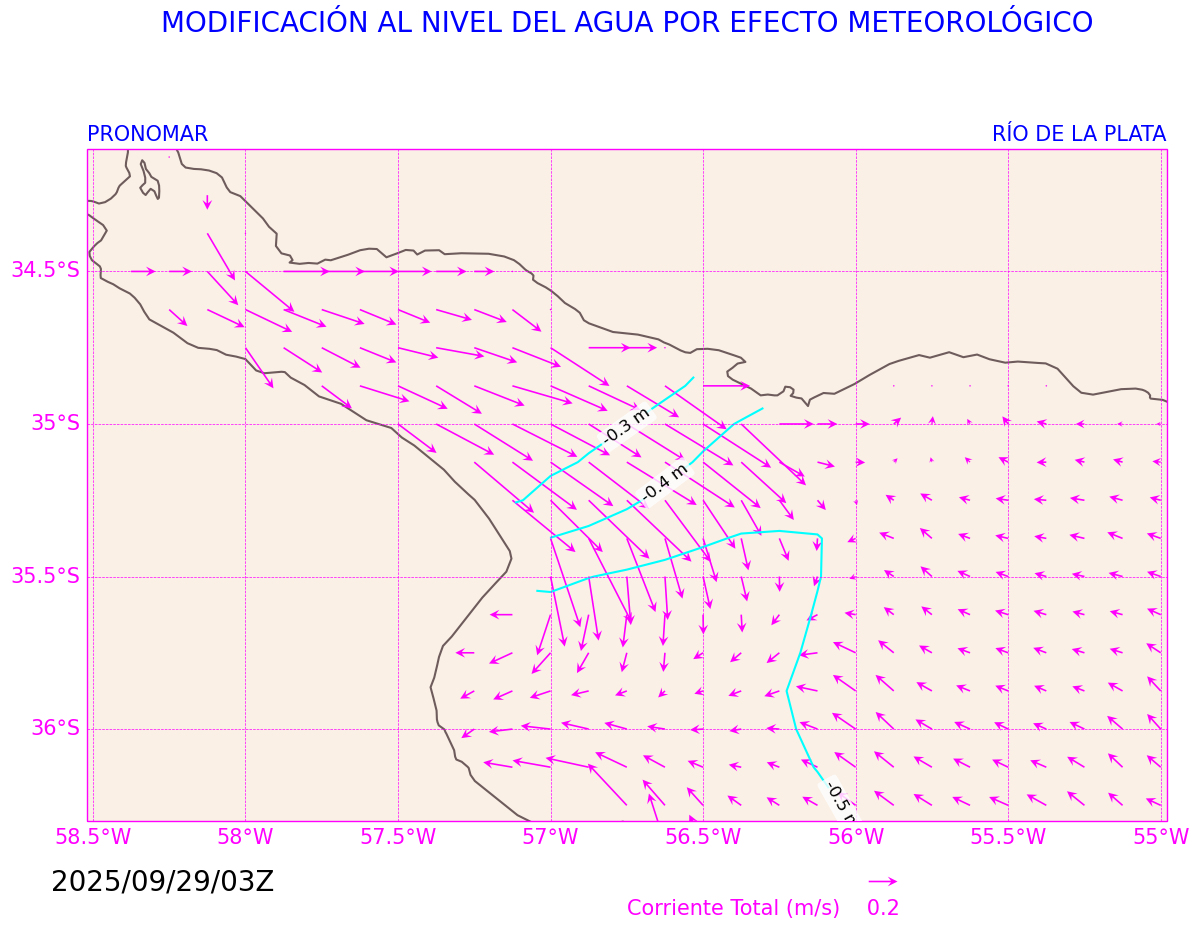 MODIFICACIÓN AL NIVEL DEL AGUA POR EFECTO METEOROLÓGICO
PRONOMAR
RÍO DE LA PLATA
34.5°S
35°S
35.5°S
36°S
-0.3 m
-0.4 m
-0.5 m
58.5°W
58°W
57.5°W
57°W
56.5°W
56°W
55.5°W
55°W
2025/09/29/03Z
Corriente Total (m/s)
0.2